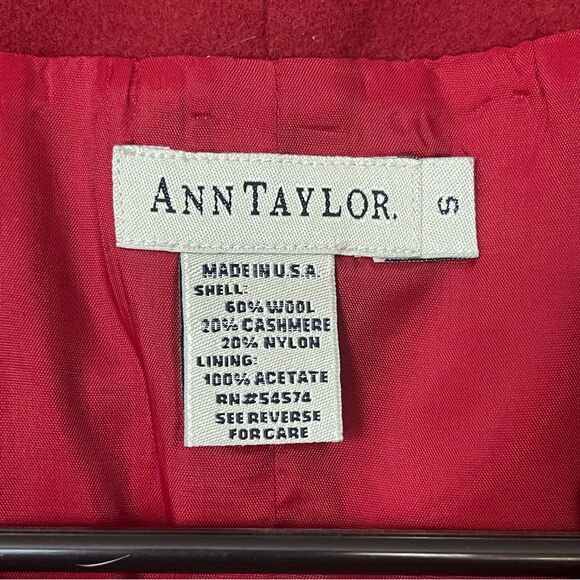 ANN TAYLOR.
S
MADE IN U.S.A.
SHELL:
60% WOOL
20% CASHMERE
20% NYLON
LINING:
100% ACETATE
RN#54574
SEE REVERSE
FOR CARE